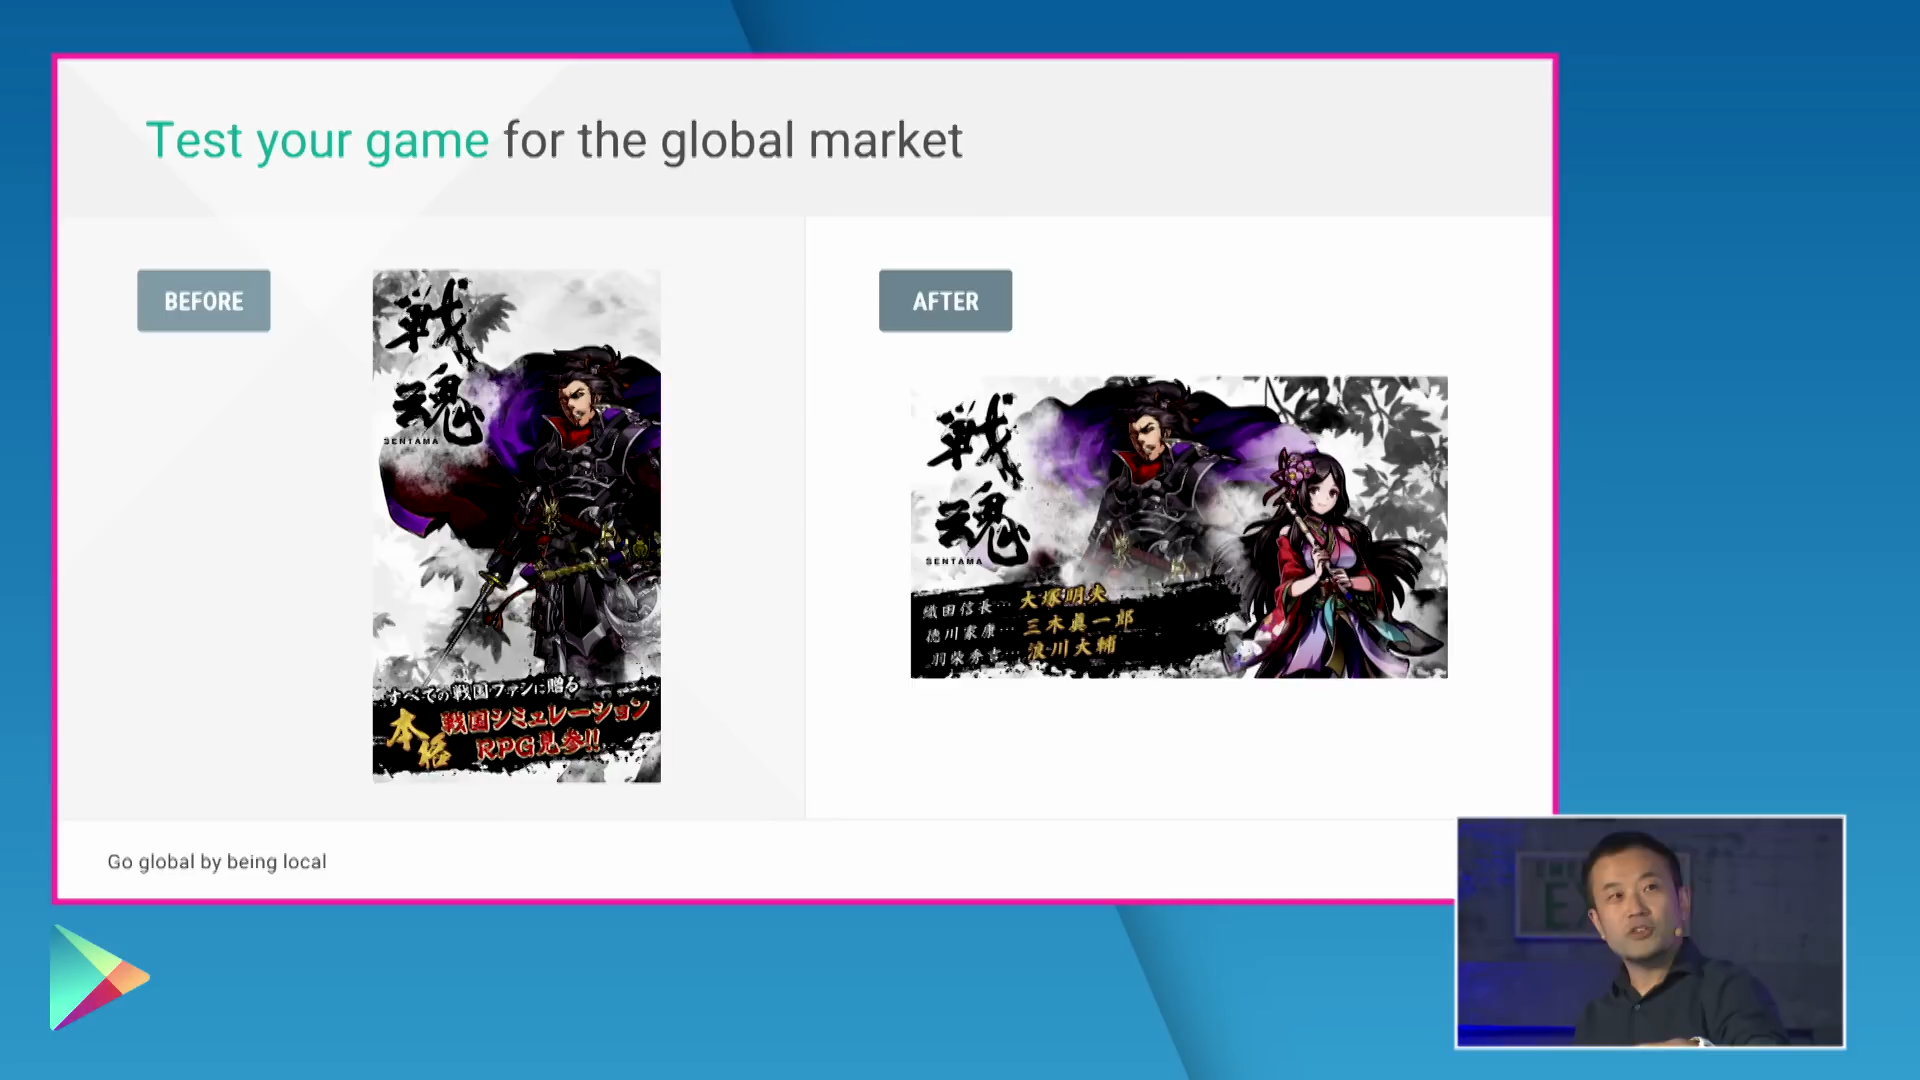 Test your game for the global market
BEFORE
戦魂
SENTAMA
すべての戦国ファンに贈る
本格
戦国シミュレーション
RPG見参!!
AFTER
戦魂
SENTAMA
織田信長…大塚明夫
徳川家康…三木眞一郎
羽柴秀吉…浪川大輔
Go global by being local